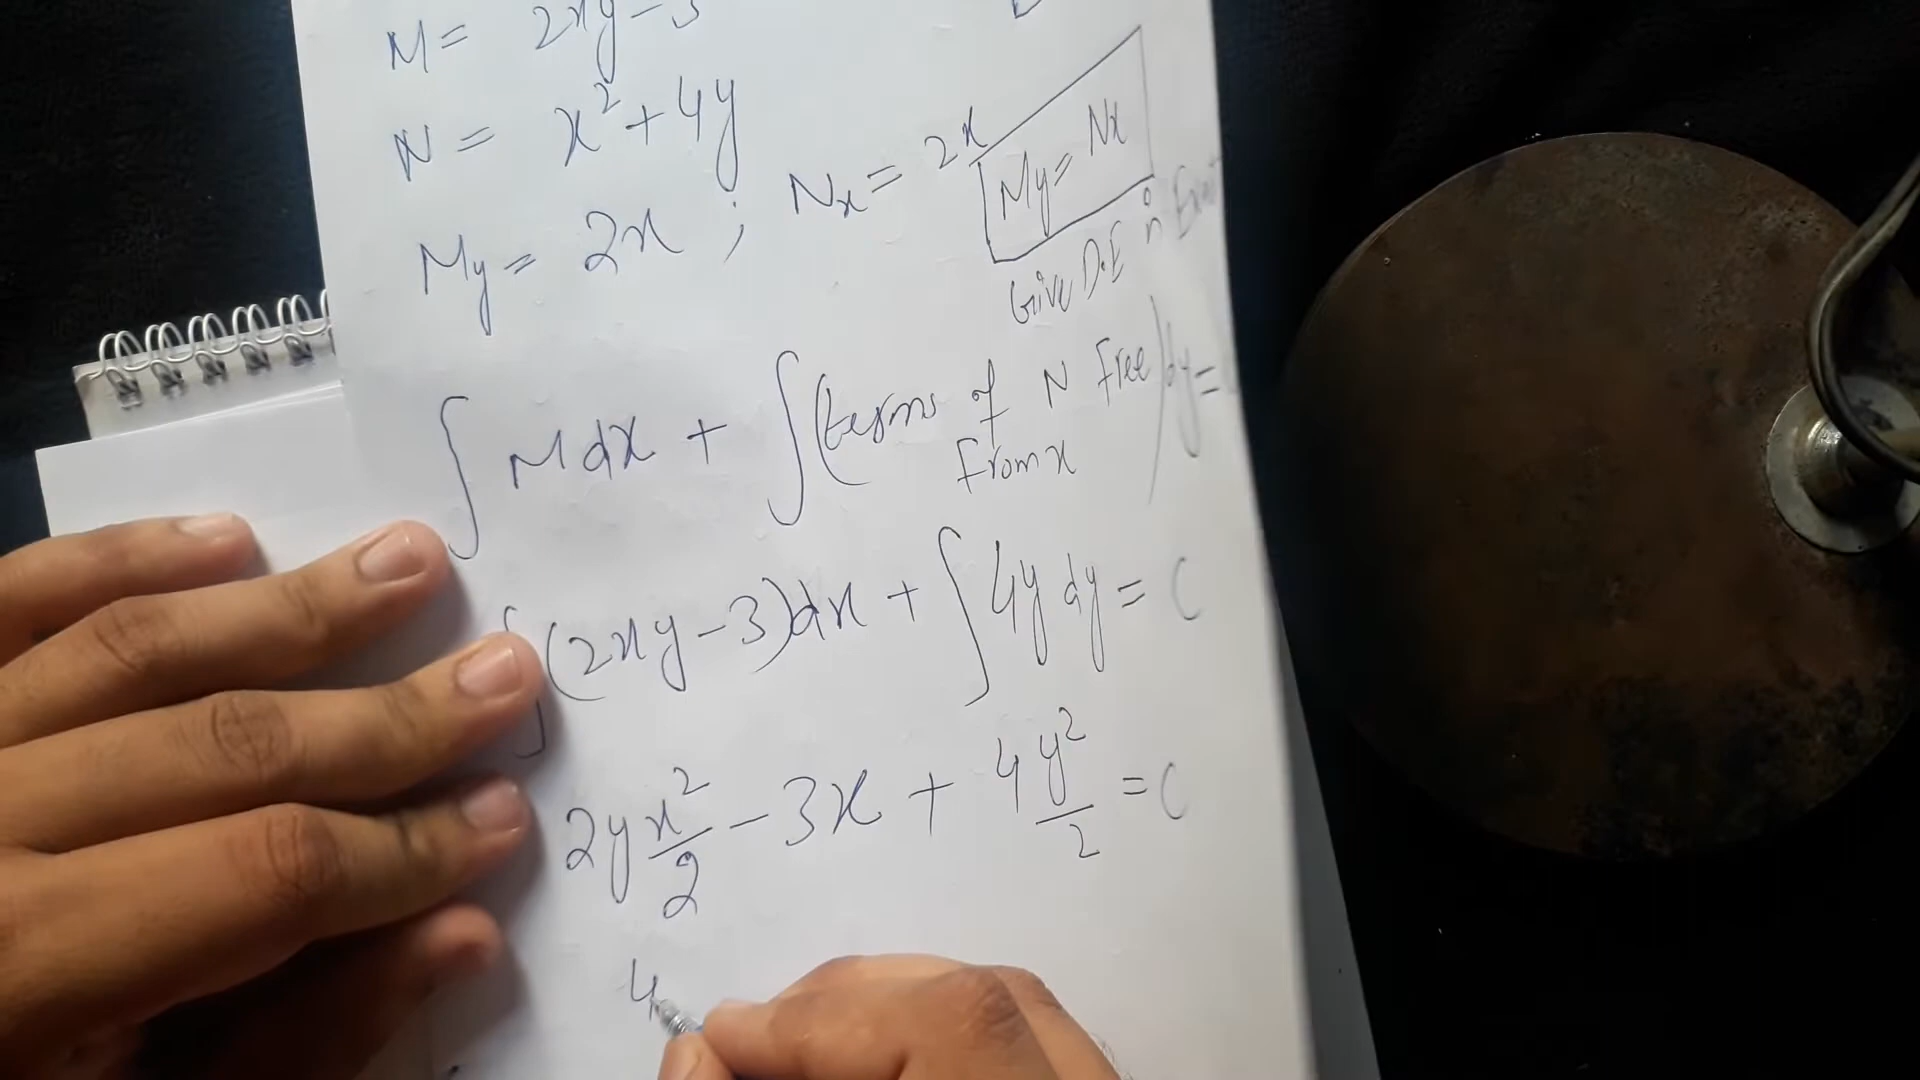 M = 2xy - 3
N = x² + 4y
My = 2x ; Nx = 2x
My = Nx
Give D.E is Exact
∫ M dx + ∫ (terms of N Free From x) dy =
∫ (2xy - 3) dx + ∫ 4y dy = C
2y x²/2 - 3x + 4 y²/2 = C